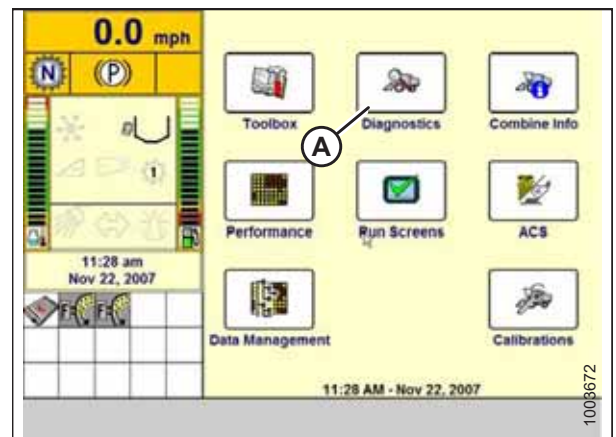 0.0 mph
N
(P)
Toolbox
Diagnostics
Combine Info
A
1
Performance
Run Screens
ACS
11:28 am
Nov 22, 2007
F=
F=
Data Management
Calibrations
11:28 AM - Nov 22, 2007
1003672